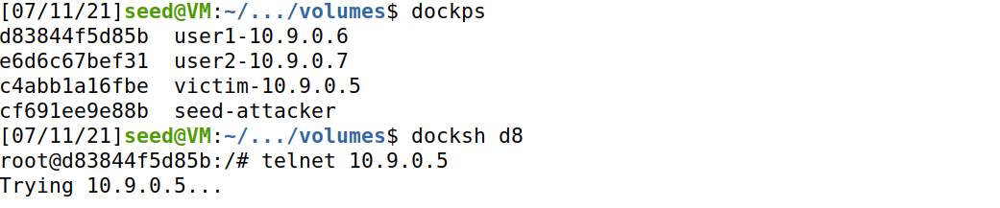 [07/11/21]seed@VM:~/.../volumes$ dockps
d83844f5d85b  user1-10.9.0.6
e6d6c67bef31  user2-10.9.0.7
c4abb1a16fbe  victim-10.9.0.5
cf691ee9e88b  seed-attacker
[07/11/21]seed@VM:~/.../volumes$ docksh d8
root@d83844f5d85b:/# telnet 10.9.0.5
Trying 10.9.0.5...